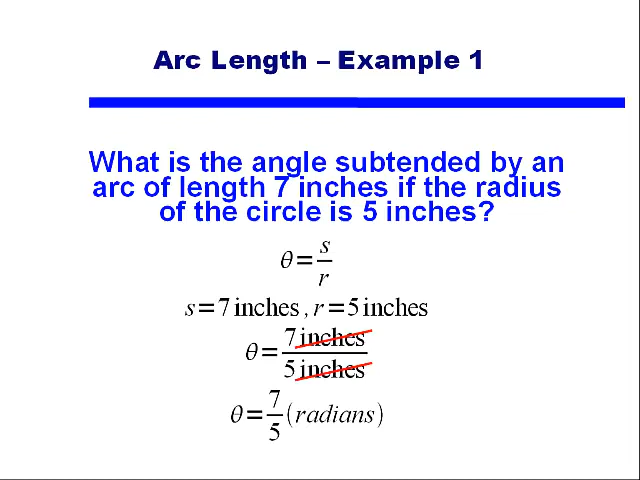 Arc Length – Example 1
What is the angle subtended by an
arc of length 7 inches if the radius
of the circle is 5 inches?
θ = s/r
s = 7 inches , r = 5 inches
θ = 7 inches/5 inches
θ = 7/5 (radians)